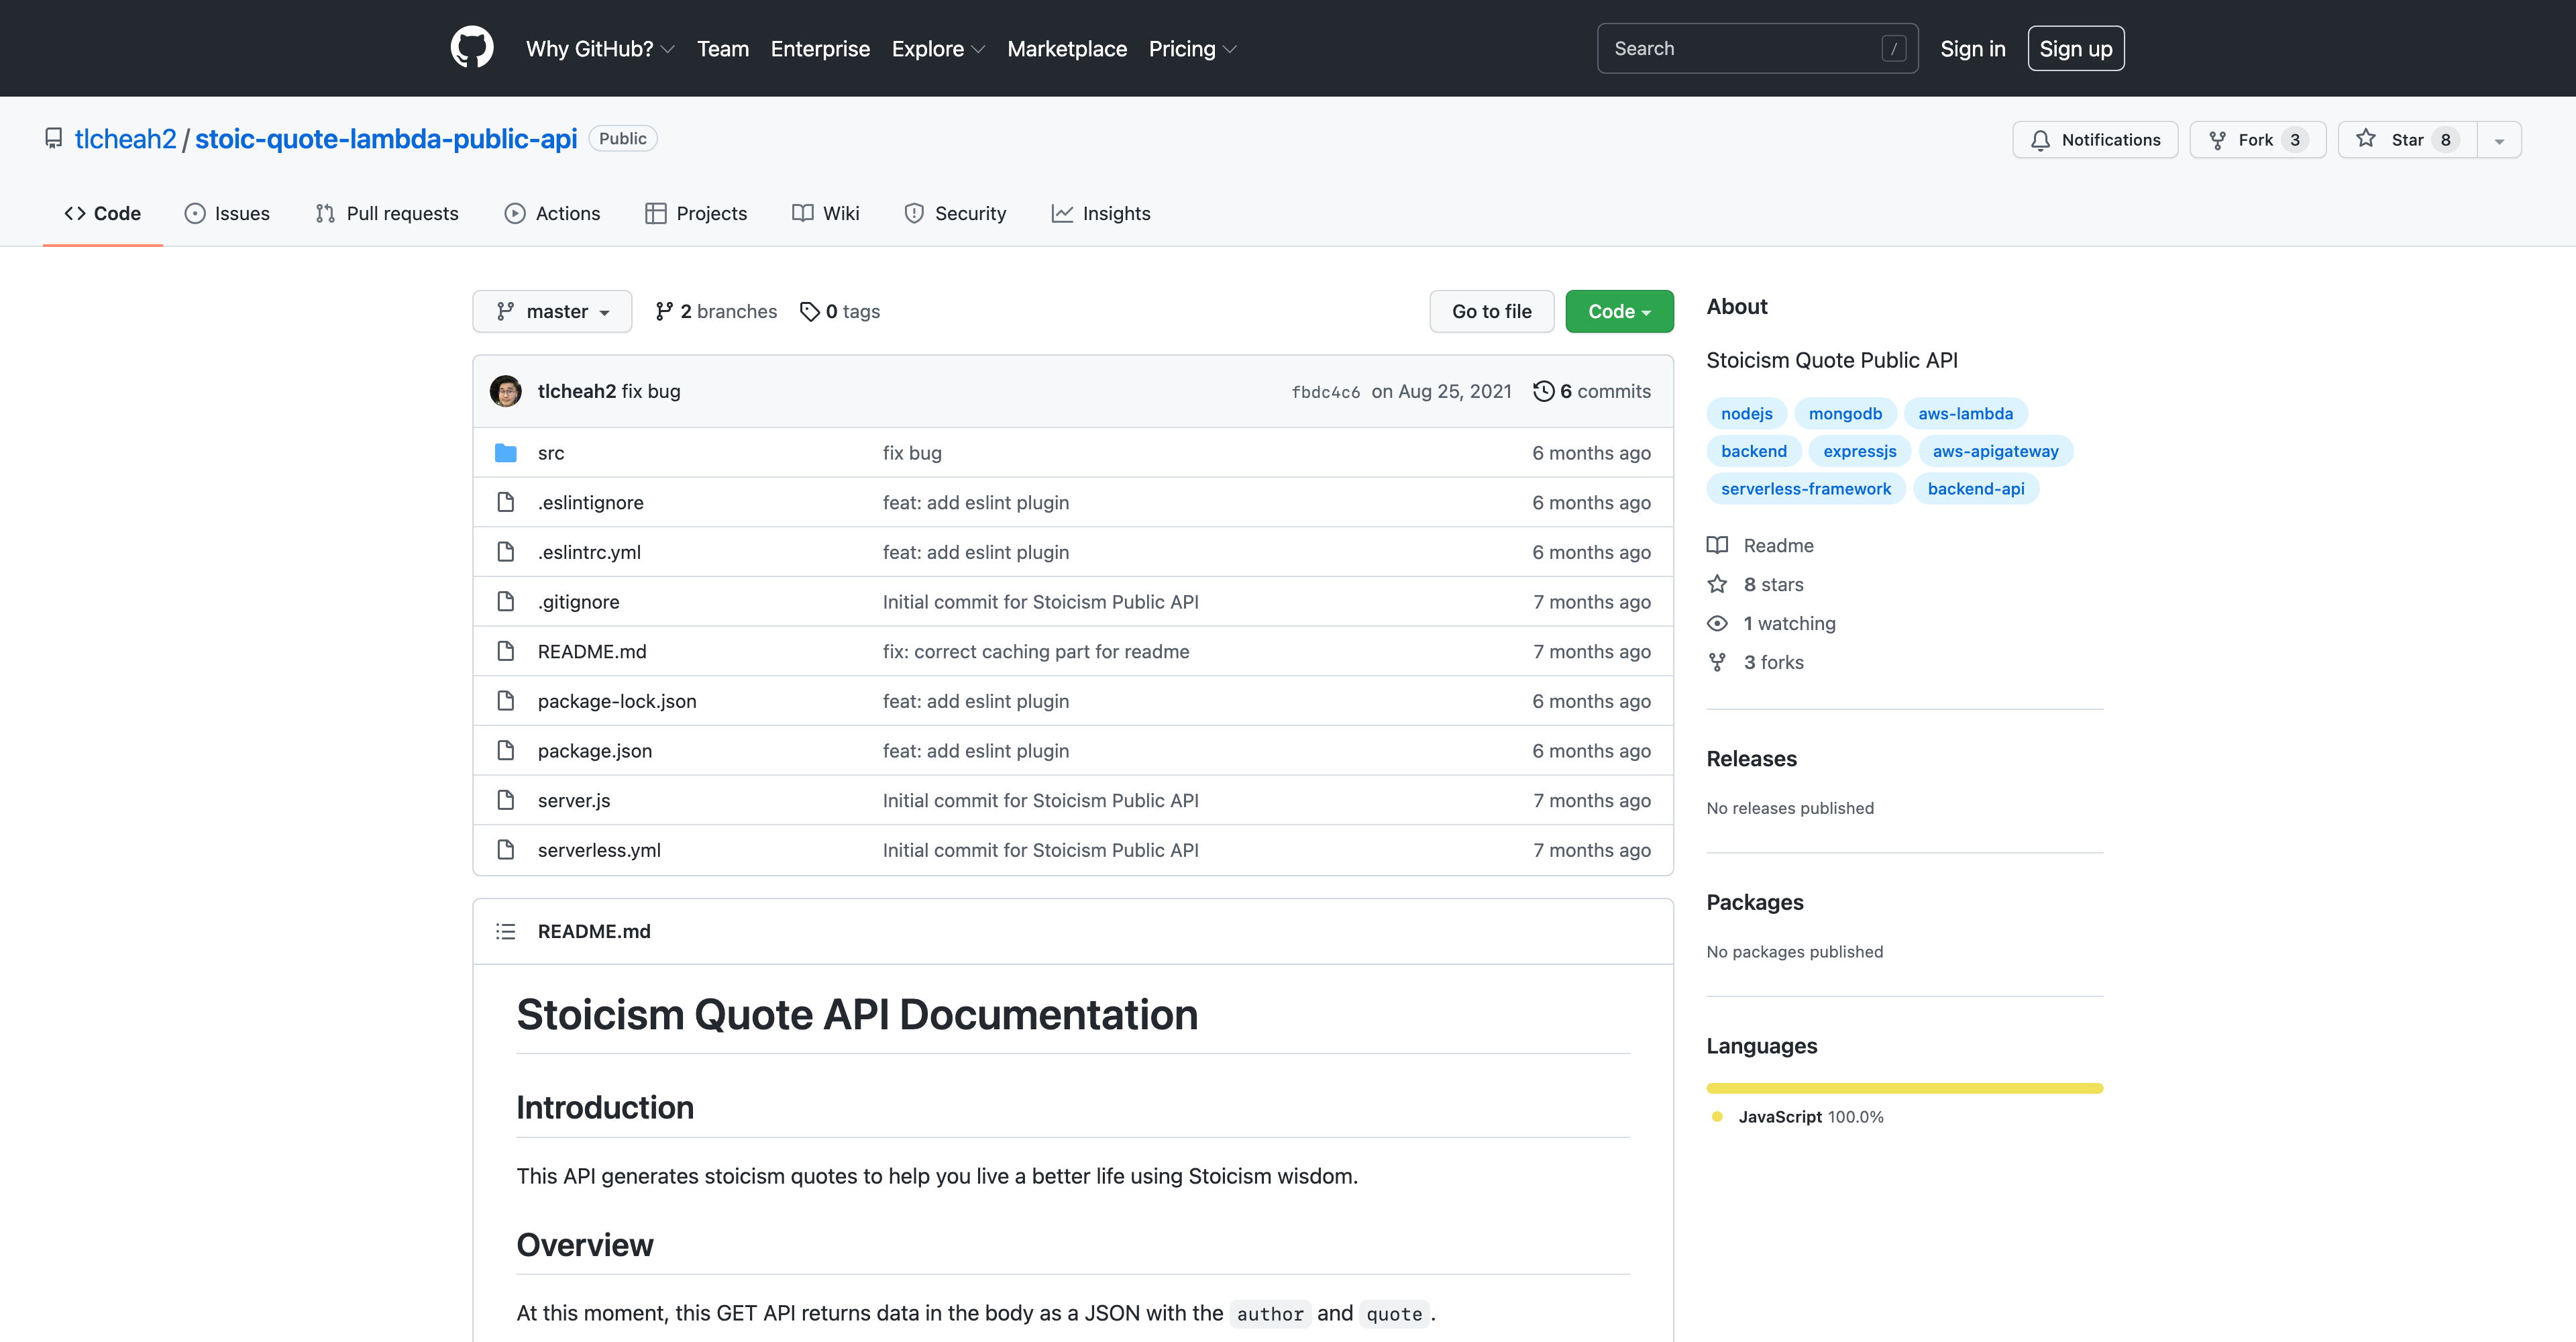 Why GitHub? Team Enterprise Explore Marketplace Pricing Search / Sign in Sign up
tlcheah2 / stoic-quote-lambda-public-api Public Notifications Fork 3 Star 8
Code Issues Pull requests Actions Projects Wiki Security Insights
master 2 branches 0 tags Go to file Code
tlcheah2 fix bug fbdc4c6 on Aug 25, 2021 6 commits
src fix bug 6 months ago
.eslintignore feat: add eslint plugin 6 months ago
.eslintrc.yml feat: add eslint plugin 6 months ago
.gitignore Initial commit for Stoicism Public API 7 months ago
README.md fix: correct caching part for readme 7 months ago
package-lock.json feat: add eslint plugin 6 months ago
package.json feat: add eslint plugin 6 months ago
server.js Initial commit for Stoicism Public API 7 months ago
serverless.yml Initial commit for Stoicism Public API 7 months ago
README.md
Stoicism Quote API Documentation
Introduction
This API generates stoicism quotes to help you live a better life using Stoicism wisdom.
Overview
At this moment, this GET API returns data in the body as a JSON with the author and quote.
About
Stoicism Quote Public API
nodejs mongodb aws-lambda
backend expressjs aws-apigateway
serverless-framework backend-api
Readme
8 stars
1 watching
3 forks
Releases
No releases published
Packages
No packages published
Languages
JavaScript 100.0%